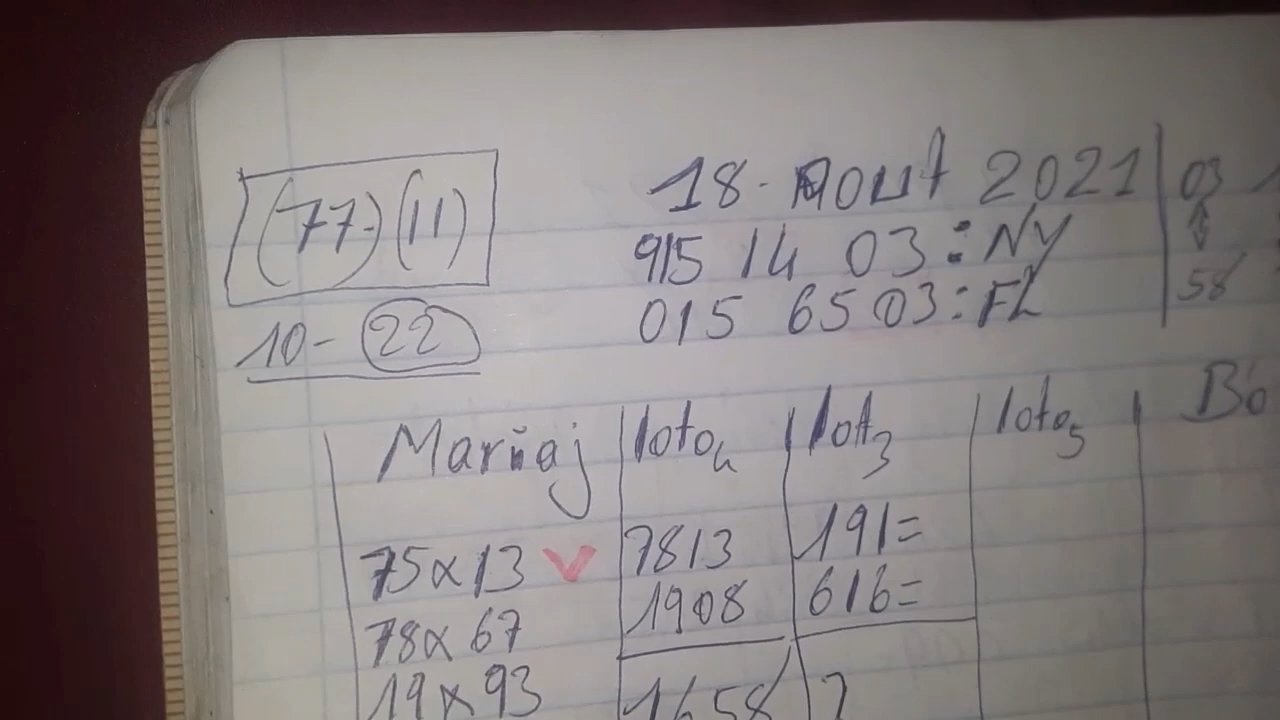 (77-) (11)
10- 22
18. Aout 2021
915 14 03: NY
015 65 03: FL
03
58
Mariaj loto4 lot3 loto5
75x13 7813 191=
78x67 1908 616=
19x93 1658